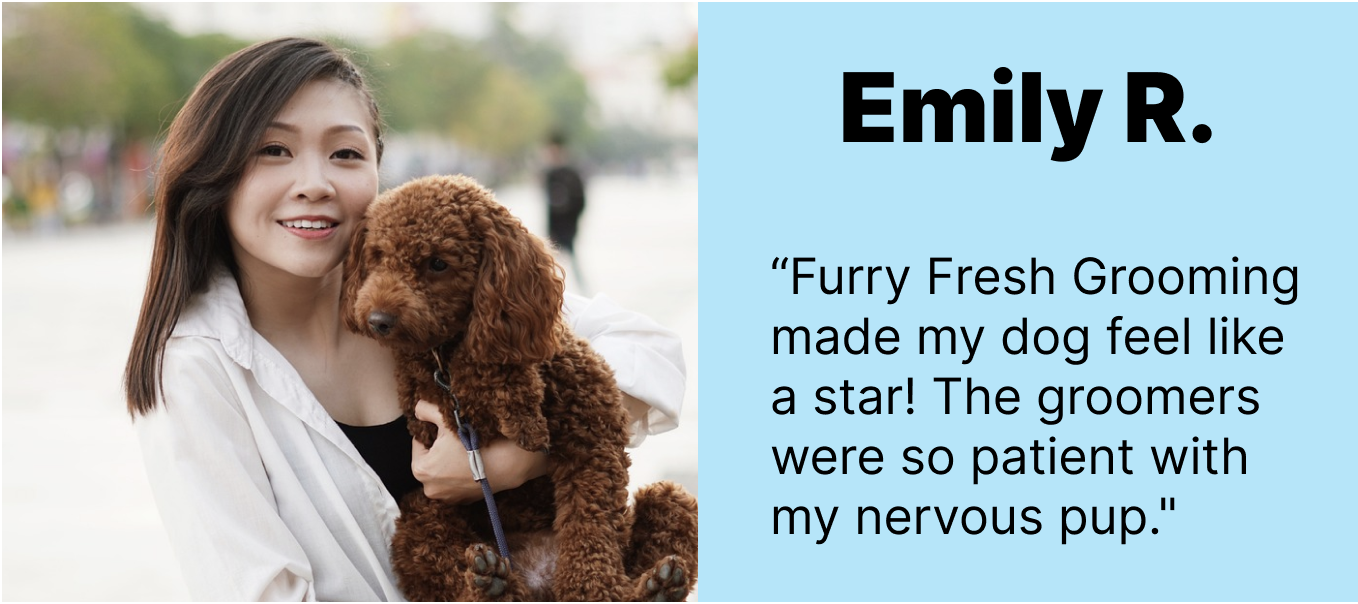 Emily R.
“Furry Fresh Grooming
made my dog feel like
a star! The groomers
were so patient with
my nervous pup."